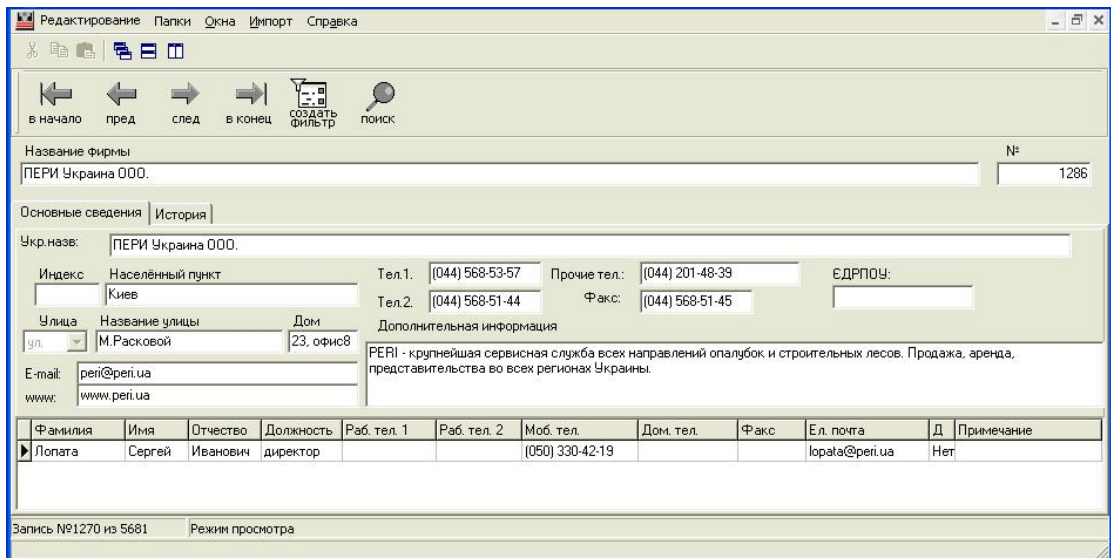 Редактирование Папки Окна Импорт Справка
в начало пред след в конец создать фильтр поиск
Название фирмы №
ПЕРИ Украина ООО. 1286
Основные сведения История
Укр.назв: ПЕРИ Украина ООО.
Индекс Населённый пункт Тел.1. (044) 568-53-57 Прочие тел.: (044) 201-48-39 ЄДРПОУ:
Киев Тел.2. (044) 568-51-44 Факс: (044) 568-51-45
Улица Название улицы Дом Дополнительная информация
ул. М.Расковой 23, офис8
PERI - крупнейшая сервисная служба всех направлений опалубок и строительных лесов. Продажа, аренда,
представительства во всех регионах Украины.
E-mail: peri@peri.ua
www: www.peri.ua
Фамилия Имя Отчество Должность Раб. тел. 1 Раб. тел. 2 Моб. тел. Дом. тел. Факс Ел. почта Д Примечание
Лопата Сергей Иванович директор (050) 330-42-19 lopata@peri.ua Нет
Запись №1270 из 5681 Режим просмотра